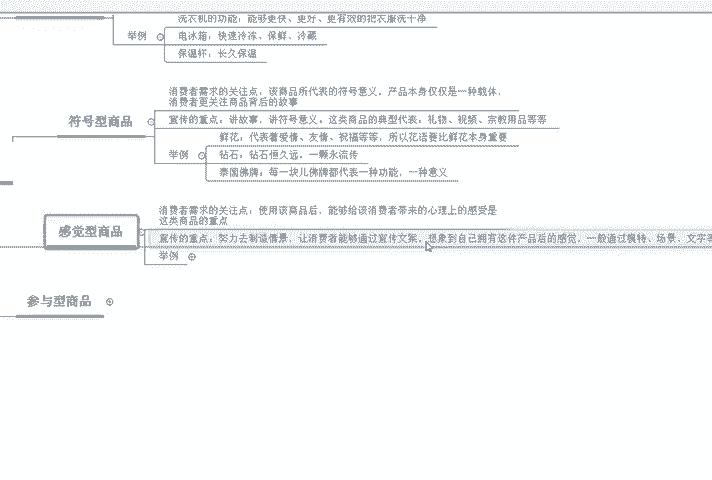 洗衣机的功能：能够更快、更好、更有效的把衣服洗干净
举例
电冰箱：快速冷冻、保鲜、冷藏
保温杯：长久保温
消费者需求的关注点：该商品所代表的符号意义。产品本身仅仅是一种载体，
消费者更关注商品背后的故事
符号型商品
宣传的重点：讲故事，讲符号意义。这类商品的典型代表：礼物、视频、宗教用品等等
鲜花：代表着爱情、友情、祝福等等，所以花语要比鲜花本身重要
举例
钻石：钻石恒久远，一颗永流传
泰国佛牌：每一块儿佛牌都代表一种功能，一种意义
消费者需求的关注点：使用该商品后，能够给该消费者带来的心理上的感受是
这类商品的重点
感觉型商品
宣传的重点：努力去制造情景，让消费者能够通过宣传文案，想象到自己拥有这件产品后的感觉，一般通过模特、场景、文字等
举例
参与型商品